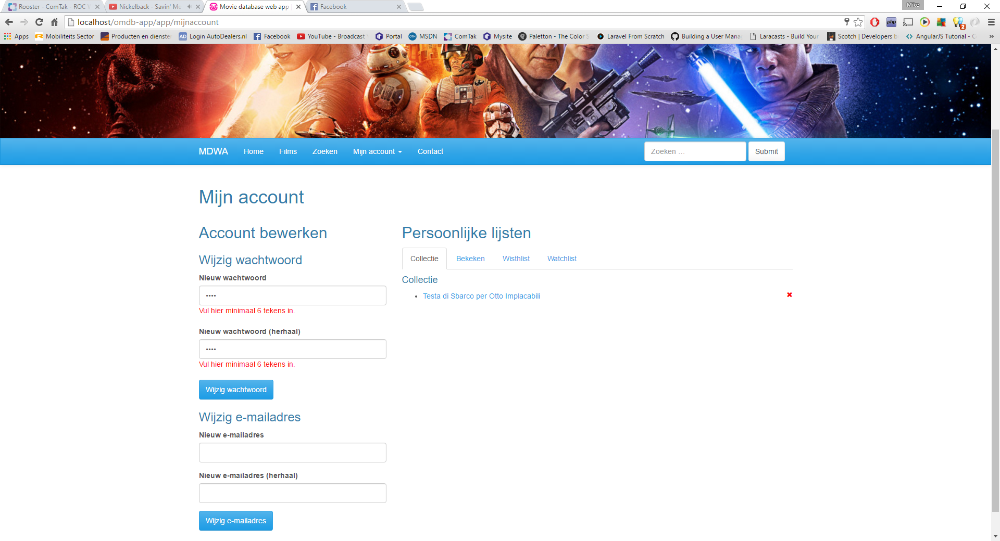 Rooster - ComTak - ROC
Nickelback - Savin' Me
Movie database web app
Facebook
Mike
localhost/omdb-app/app/mijnaccount
Apps
Mobiliteits Sector
Producten en dienste
AD Login AutoDealers.nl
Facebook
YouTube - Broadcast
Portal
MSDN
ComTak
Mysite
Paletton - The Color S
Laravel From Scratch
Building a User Mana
Laracasts - Build Your
Scotch | Developers b
AngularJS Tutorial - C
MDWA
Home
Films
Zoeken
Mijn account
Contact
Zoeken ...
Submit
Mijn account
Account bewerken
Wijzig wachtwoord
Nieuw wachtwoord
••••
Vul hier minimaal 6 tekens in.
Nieuw wachtwoord (herhaal)
••••
Vul hier minimaal 6 tekens in.
Wijzig wachtwoord
Wijzig e-mailadres
Nieuw e-mailadres
Nieuw e-mailadres (herhaal)
Wijzig e-mailadres
Persoonlijke lijsten
Collectie
Bekeken
Wisthlist
Watchlist
Collectie
• Testa di Sbarco per Otto Implacabili